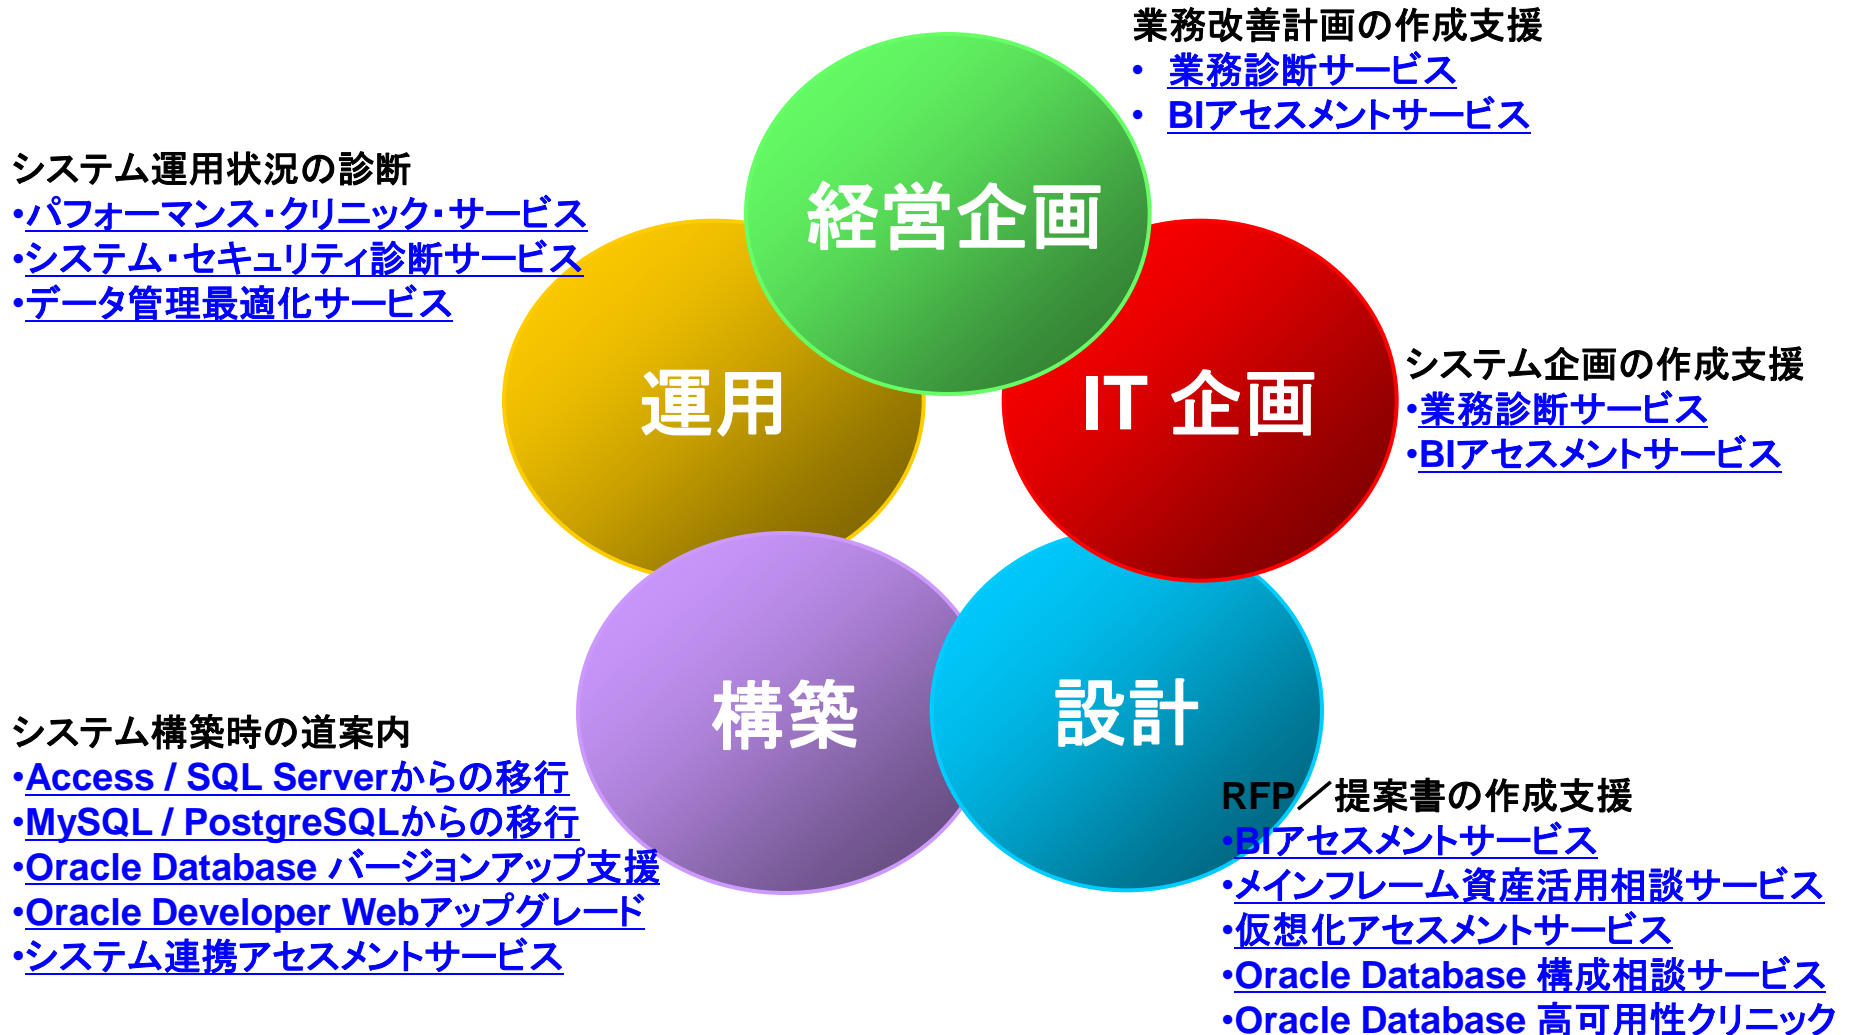 業務改善計画の作成支援
• 業務診断サービス
• BIアセスメントサービス
システム運用状況の診断
•パフォーマンス・クリニック・サービス
•システム・セキュリティ診断サービス
•データ管理最適化サービス
経営企画
運用
IT 企画
システム企画の作成支援
•業務診断サービス
•BIアセスメントサービス
構築
設計
システム構築時の道案内
•Access / SQL Serverからの移行
•MySQL / PostgreSQLからの移行
•Oracle Database バージョンアップ支援
•Oracle Developer Webアップグレード
•システム連携アセスメントサービス
RFP／提案書の作成支援
•BIアセスメントサービス
•メインフレーム資産活用相談サービス
•仮想化アセスメントサービス
•Oracle Database 構成相談サービス
•Oracle Database 高可用性クリニック